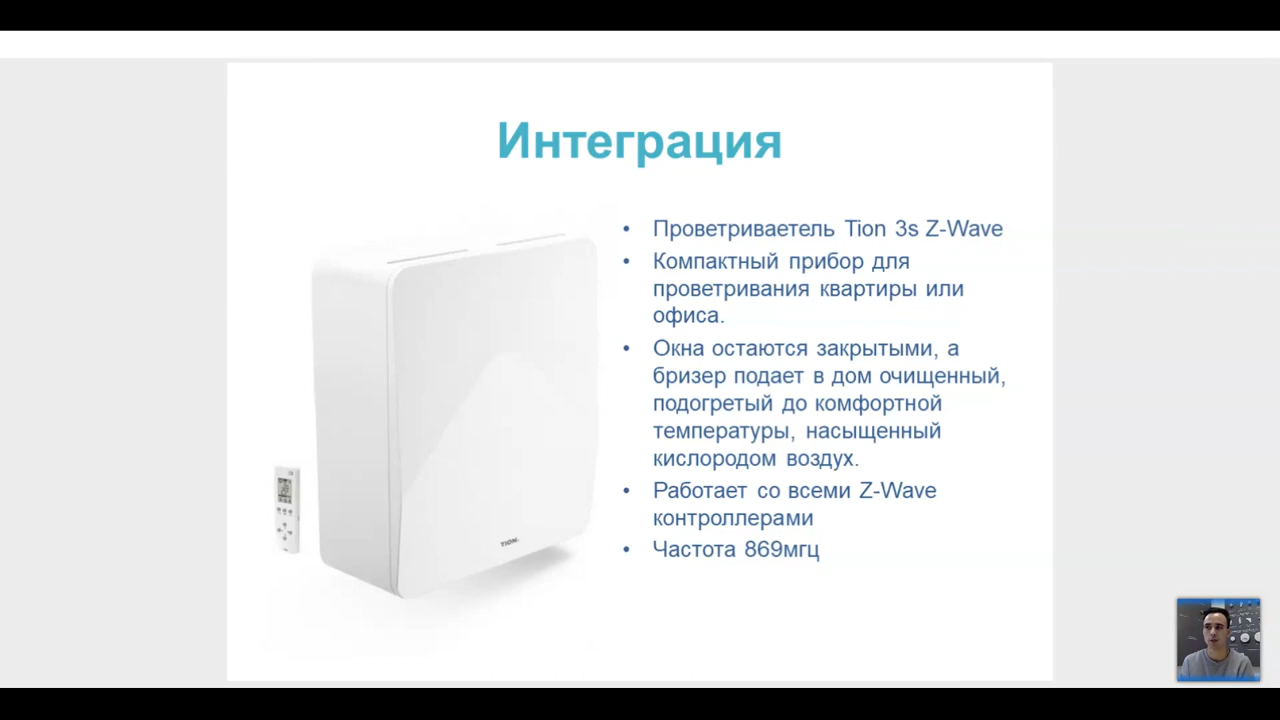 Интеграция
• Проветриваетель Tion 3s Z-Wave
• Компактный прибор для
проветривания квартиры или
офиса.
• Окна остаются закрытыми, а
бризер подает в дом очищенный,
подогретый до комфортной
температуры, насыщенный
кислородом воздух.
• Работает со всеми Z-Wave
контроллерами
• Частота 869мгц
TION.